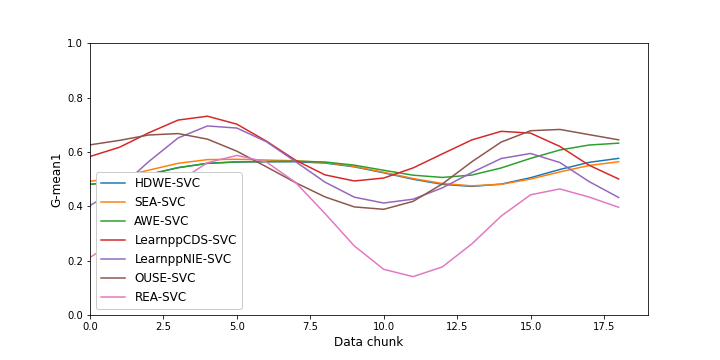 1.0
0.8
0.6
0.4
0.2
0.0
G-mean1
HDWE-SVC
SEA-SVC
AWE-SVC
LearnppCDS-SVC
LearnppNIE-SVC
OUSE-SVC
REA-SVC
0.0 2.5 5.0 7.5 10.0 12.5 15.0 17.5
Data chunk